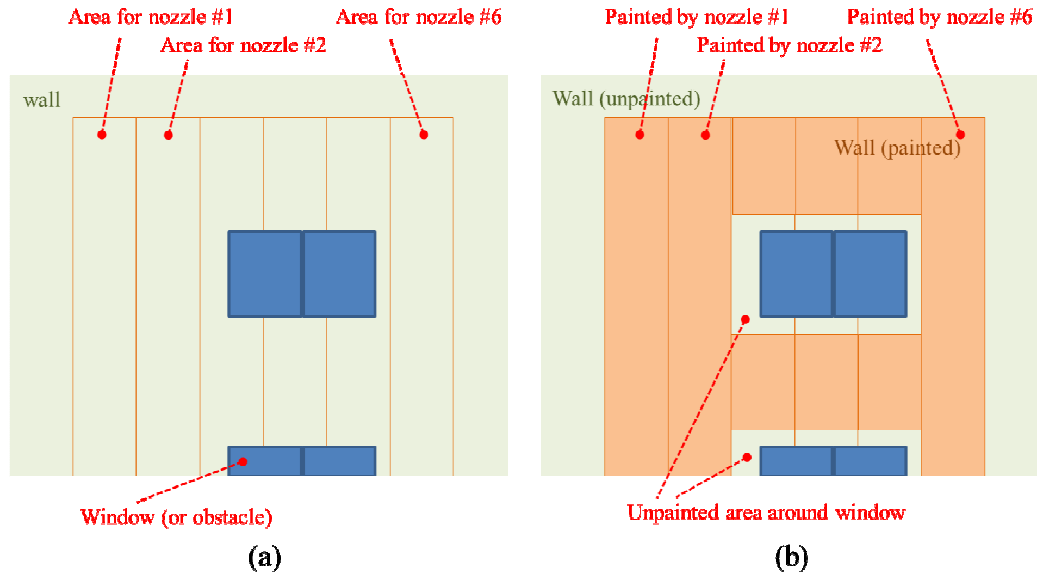 Area for nozzle #1
Area for nozzle #6
Area for nozzle #2
wall
Window (or obstacle)
(a)
Painted by nozzle #1
Painted by nozzle #6
Painted by nozzle #2
Wall (unpainted)
Wall (painted)
Unpainted area around window
(b)